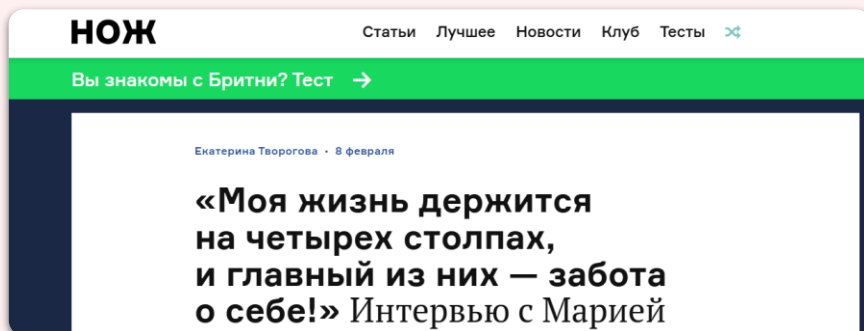 НОЖ
Статьи Лучшее Новости Клуб Тесты
Вы знакомы с Бритни? Тест →
Екатерина Творогова · 8 февраля
«Моя жизнь держится
на четырех столпах,
и главный из них — забота
о себе!» Интервью с Марией